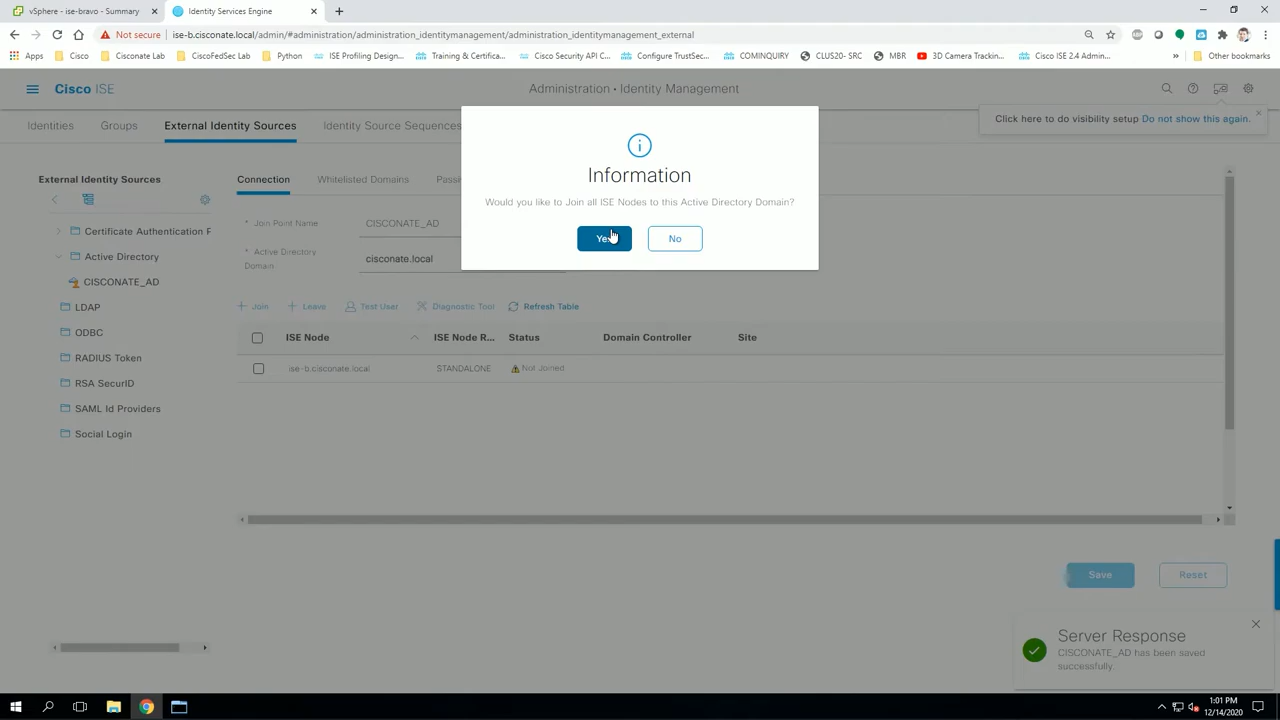 vSphere - ise-bravo - Summary
Identity Services Engine
Not secure
ise-b.cisconate.local/admin/#administration/administration_identitymanagement/administration_identitymanagement_external
Apps
Cisco
Cisconate Lab
CiscoFedSec Lab
Python
ISE Profiling Design...
Training & Certifica...
Cisco Security API C...
Configure TrustSec...
COMINQUIRY
CLUS20- SRC
MBR
3D Camera Trackin...
Cisco ISE 2.4 Admin...
»
Other bookmarks
Cisco ISE
Administration • Identity Management
Click here to do visibility setup Do not show this again.
Identities
Groups
External Identity Sources
Identity Source Sequences
External Identity Sources
Certificate Authentication F
Active Directory
CISCONATE_AD
LDAP
ODBC
RADIUS Token
RSA SecurID
SAML Id Providers
Social Login
Connection
Whitelisted Domains
Passi
* Join Point Name
CISCONATE_AD
* Active Directory
Domain
cisconate.local
Information
Would you like to Join all ISE Nodes to this Active Directory Domain?
No
+ Join
+ Leave
Test User
Diagnostic Tool
Refresh Table
ISE Node
ISE Node R...
Status
Domain Controller
Site
ise-b.cisconate.local
STANDALONE
Not Joined
Save
Reset
Server Response
CISCONATE_AD has been saved
successfully.
1:01 PM
12/14/2020